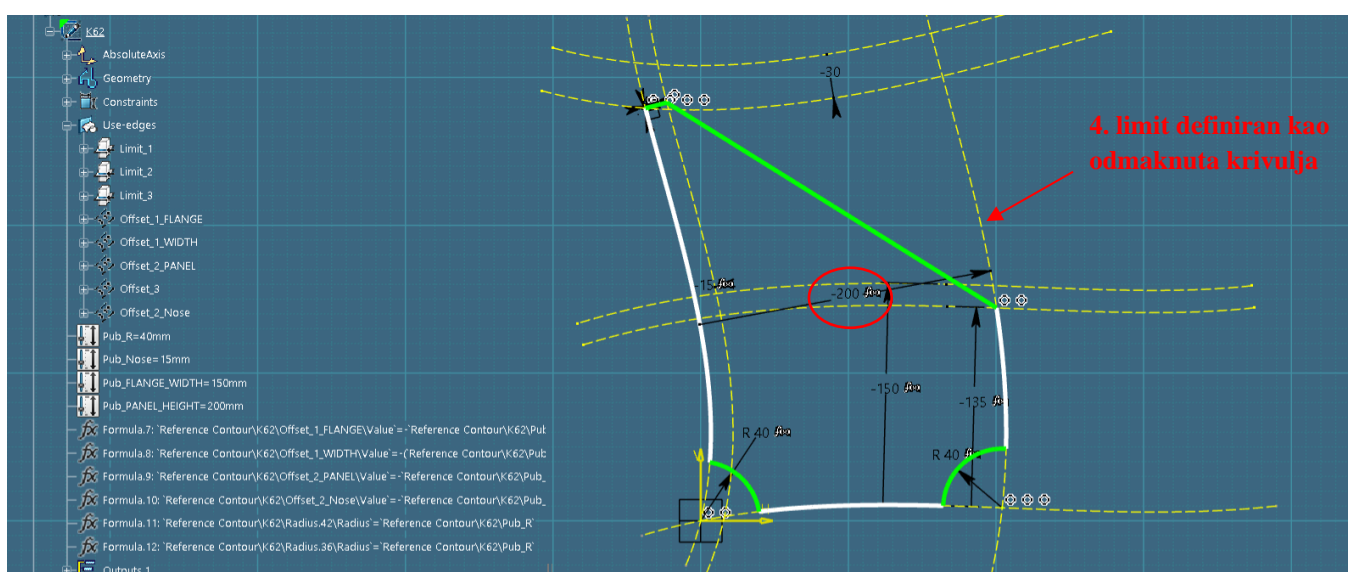 K62
AbsoluteAxis
Geometry
Constraints
Use-edges
Limit_1
Limit_2
Limit_3
Offset_1_FLANGE
Offset_1_WIDTH
Offset_2_PANEL
Offset_3
Offset_2_Nose
Pub_R=40mm
Pub_Nose=15mm
Pub_FLANGE_WIDTH=150mm
Pub_PANEL_HEIGHT=200mm
Formula.7: `Reference Contour\K62\Offset_1_FLANGE\Value`=-`Reference Contour\K62\Pub
Formula.8: `Reference Contour\K62\Offset_1_WIDTH\Value`=-(`Reference Contour\K62\Pub
Formula.9: `Reference Contour\K62\Offset_2_PANEL\Value`=-`Reference Contour\K62\Pub_
Formula.10: `Reference Contour\K62\Offset_2_Nose\Value`=-`Reference Contour\K62\Pub_
Formula.11: `Reference Contour\K62\Radius.42\Radius`=`Reference Contour\K62\Pub_R`
Formula.12: `Reference Contour\K62\Radius.36\Radius`=`Reference Contour\K62\Pub_R`
Outputs.1
-30
4. limit definiran kao
odmaknuta krivulja
-15 f(x)
-200 f(x)
-150 f(x)
-135
R 40 f(x)
R 40
V
H